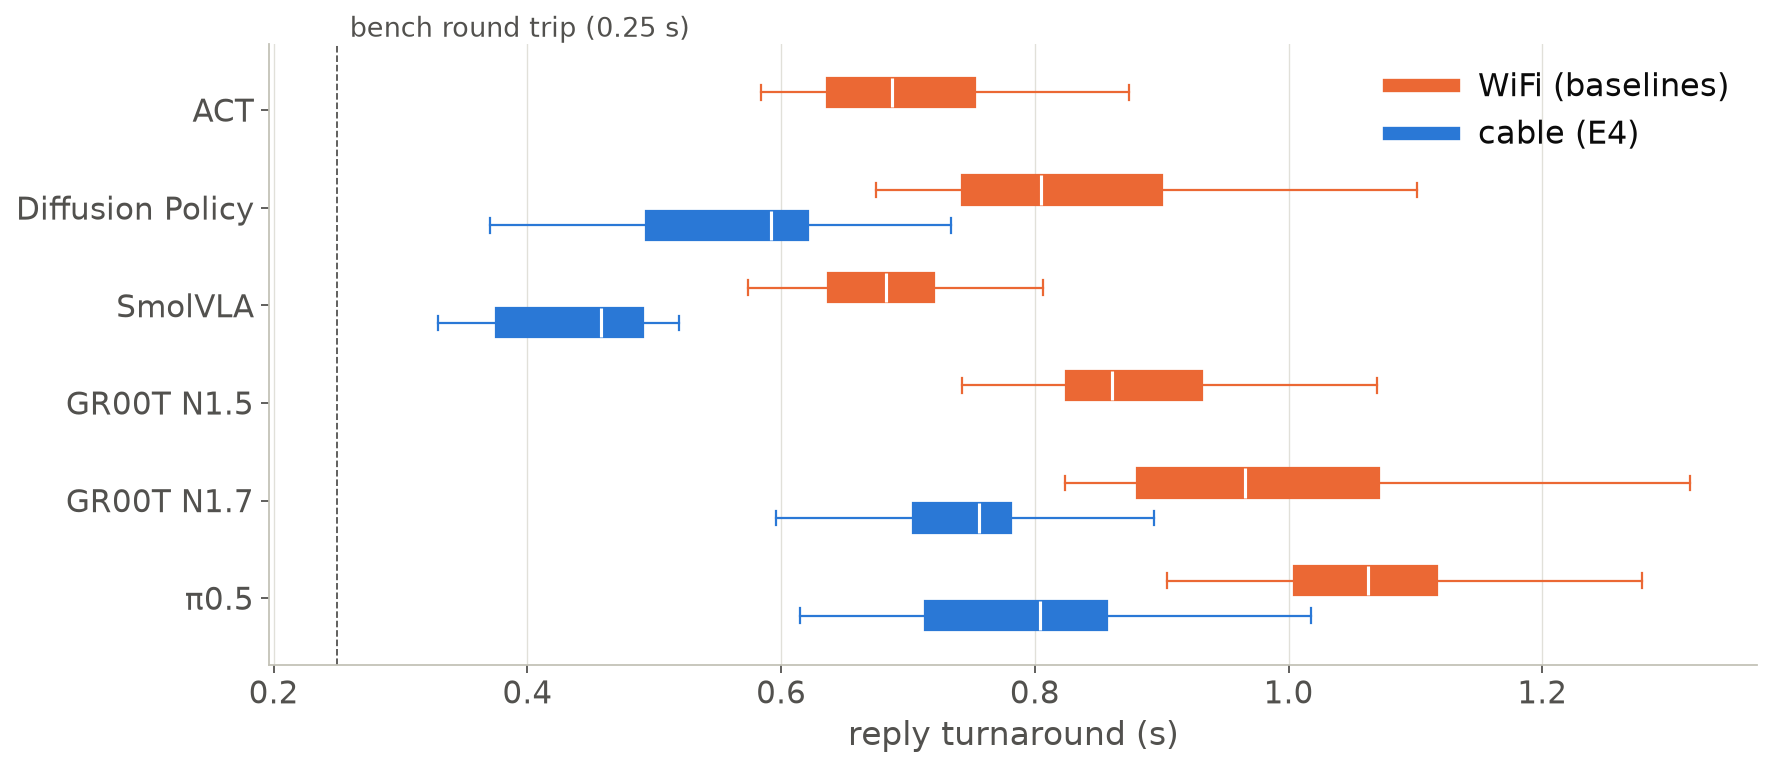 bench round trip (0.25 s)
WiFi (baselines)
cable (E4)
ACT
Diffusion Policy
SmolVLA
GR00T N1.5
GR00T N1.7
π0.5
0.2 0.4 0.6 0.8 1.0 1.2
reply turnaround (s)